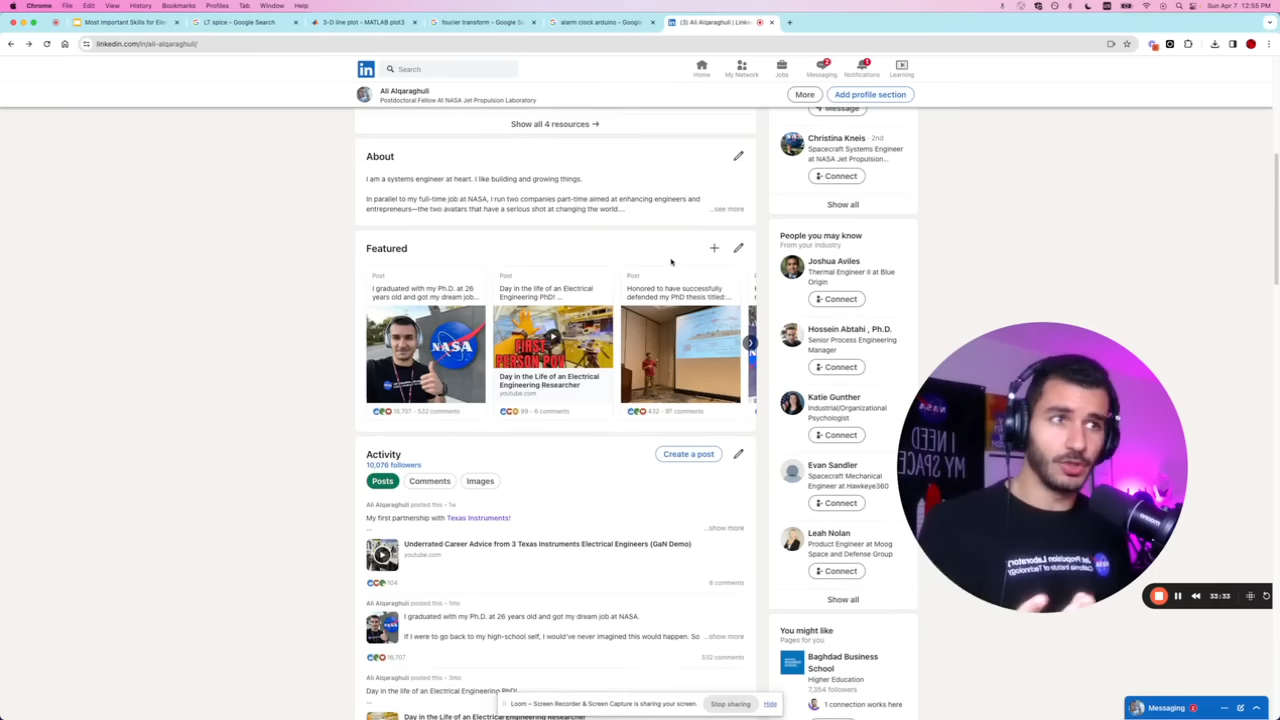 Chrome File Edit View History Bookmarks Profiles Tab Window Help
Sun Apr 7 12:55 PM
Most important Skills for Elec
LT spice - Google Search
3-D line plot - MATLAB plot3
fourier transform - Google Se
alarm clock arduino - Google
(3) Ali Alqaraghuli | Linke
linkedin.com/in/ali-alqaraghuli/
Search
Home
My Network
Jobs
Messaging
Notifications
Learning
Ali Alqaraghuli
Postdoctoral Fellow At NASA Jet Propulsion Laboratory
More
Add profile section
Show all 4 resources →
About
I am a systems engineer at heart. I like building and growing things.
In parallel to my full-time job at NASA, I run two companies part-time aimed at enhancing engineers and
entrepreneurs—the two avatars that have a serious shot at changing the world....
...see more
Featured
Post
I graduated with my Ph.D. at 26
years old and got my dream job...
NASA
16,707 · 532 comments
Post
Day in the life of an Electrical
Engineering PhD! ...
FIRST
PERSON POV
Day in the Life of an Electrical
Engineering Researcher
youtube.com
99 · 6 comments
Post
Honored to have successfully
defended my PhD thesis titled:...
432 · 97 comments
Activity
10,076 followers
Create a post
Posts
Comments
Images
Ali Alqaraghuli posted this · 1w
My first partnership with Texas Instruments!
...
...show more
Underrated Career Advice from 3 Texas Instruments Electrical Engineers (GaN Demo)
youtube.com
104
8 comments
Ali Alqaraghuli posted this · 1mo
I graduated with my Ph.D. at 26 years old and got my dream job at NASA.
If I were to go back to my high-school self, I would've never imagined this would happen. So
...show more
16,707
532 comments
Ali Alqaraghuli posted this · 3mo
Day in the life of an Electrical Engineering PhD!
Day in the Life of an Electrical Engineering Researcher
Message
Christina Kneis · 2nd
Spacecraft Systems Engineer
at NASA Jet Propulsion...
Connect
Show all
People you may know
From your industry
Joshua Aviles
Thermal Engineer II at Blue
Origin
Connect
Hossein Abtahi , Ph.D.
Senior Process Engineering
Manager
Connect
Katie Gunther
Industrial/Organizational
Psychologist
Connect
Evan Sandler
Spacecraft Mechanical
Engineer at Hawkeye360
Connect
Leah Nolan
Product Engineer at Moog
Space and Defense Group
Connect
Show all
You might like
Pages for you
Baghdad Business
School
Higher Education
7,354 followers
1 connection works here
33:33
Loom – Screen Recorder & Screen Capture is sharing your screen.
Stop sharing
Hide
Messaging
2